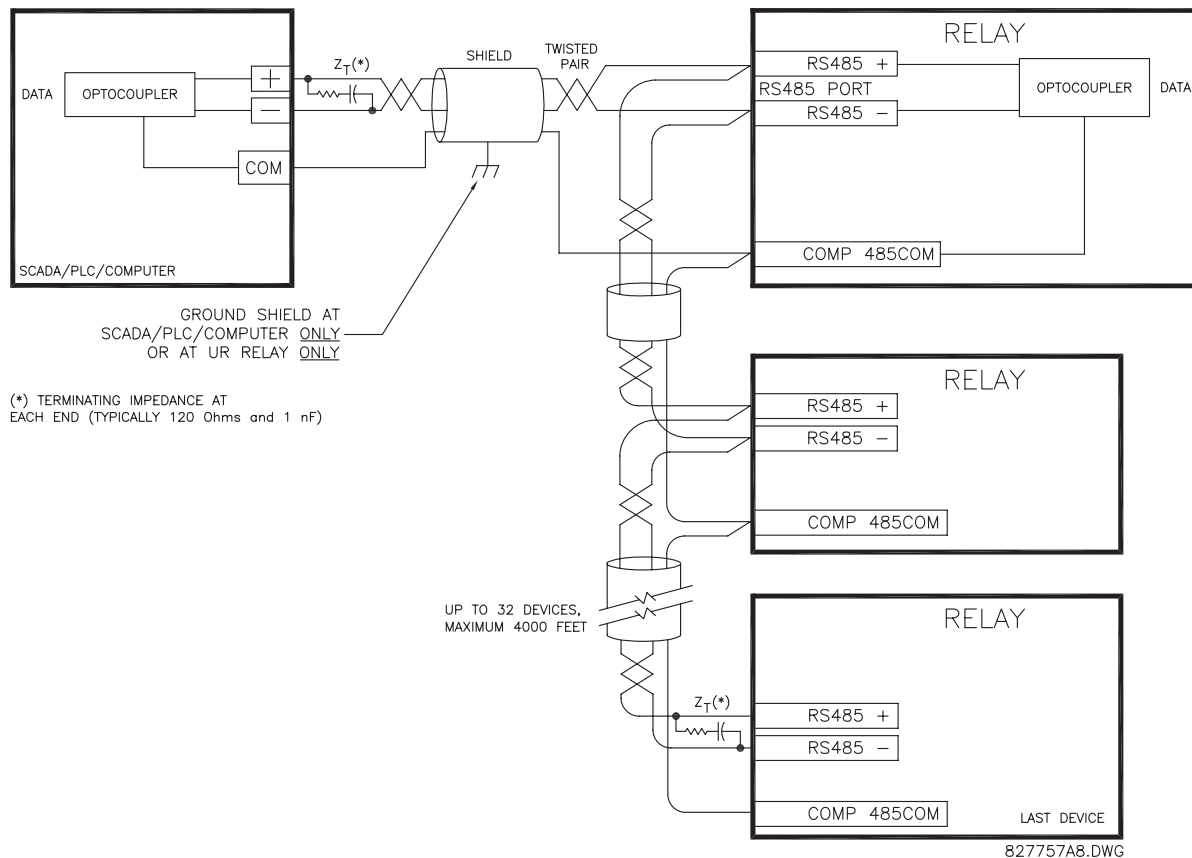 DATA
OPTOCOUPLER
+
−
COM
SCADA/PLC/COMPUTER
ZT(*)
SHIELD
TWISTED
PAIR
GROUND SHIELD AT
SCADA/PLC/COMPUTER ONLY
OR AT UR RELAY ONLY
(*) TERMINATING IMPEDANCE AT
EACH END (TYPICALLY 120 Ohms and 1 nF)
RELAY
RS485 +
RS485 PORT
RS485 −
OPTOCOUPLER
DATA
COMP 485COM
RELAY
RS485 +
RS485 −
COMP 485COM
UP TO 32 DEVICES,
MAXIMUM 4000 FEET
ZT(*)
RELAY
RS485 +
RS485 −
COMP 485COM
LAST DEVICE
827757A8.DWG